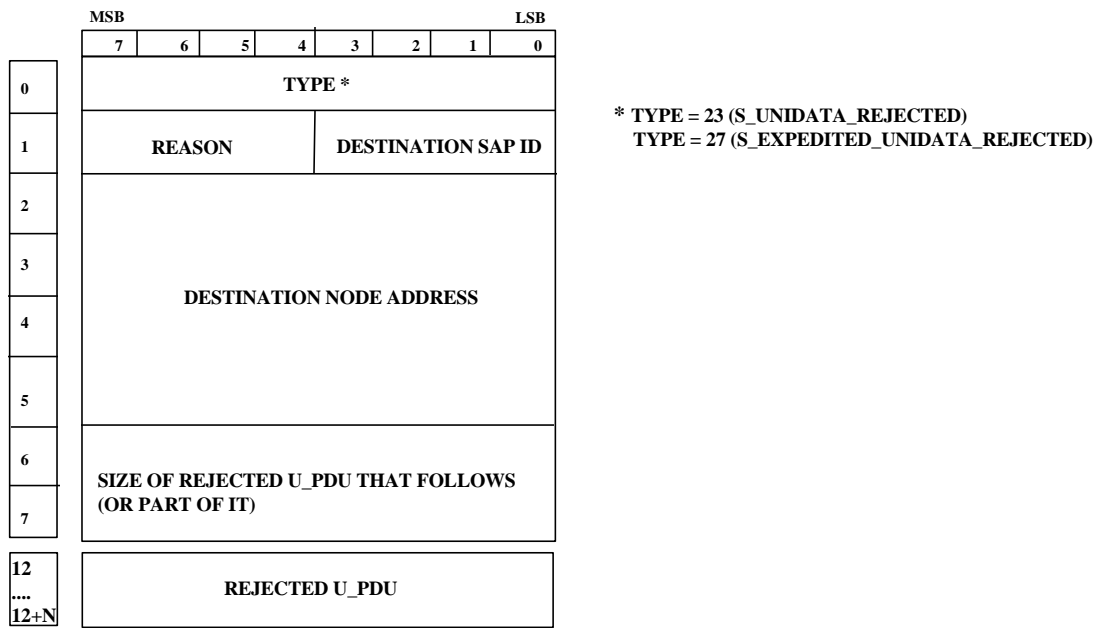 MSB LSB
7 6 5 4 3 2 1 0
0 TYPE *
* TYPE = 23 (S_UNIDATA_REJECTED)
TYPE = 27 (S_EXPEDITED_UNIDATA_REJECTED)
1 REASON DESTINATION SAP ID
2
3
DESTINATION NODE ADDRESS
4
5
6
SIZE OF REJECTED U_PDU THAT FOLLOWS
(OR PART OF IT)
7
12
....
12+N
REJECTED U_PDU